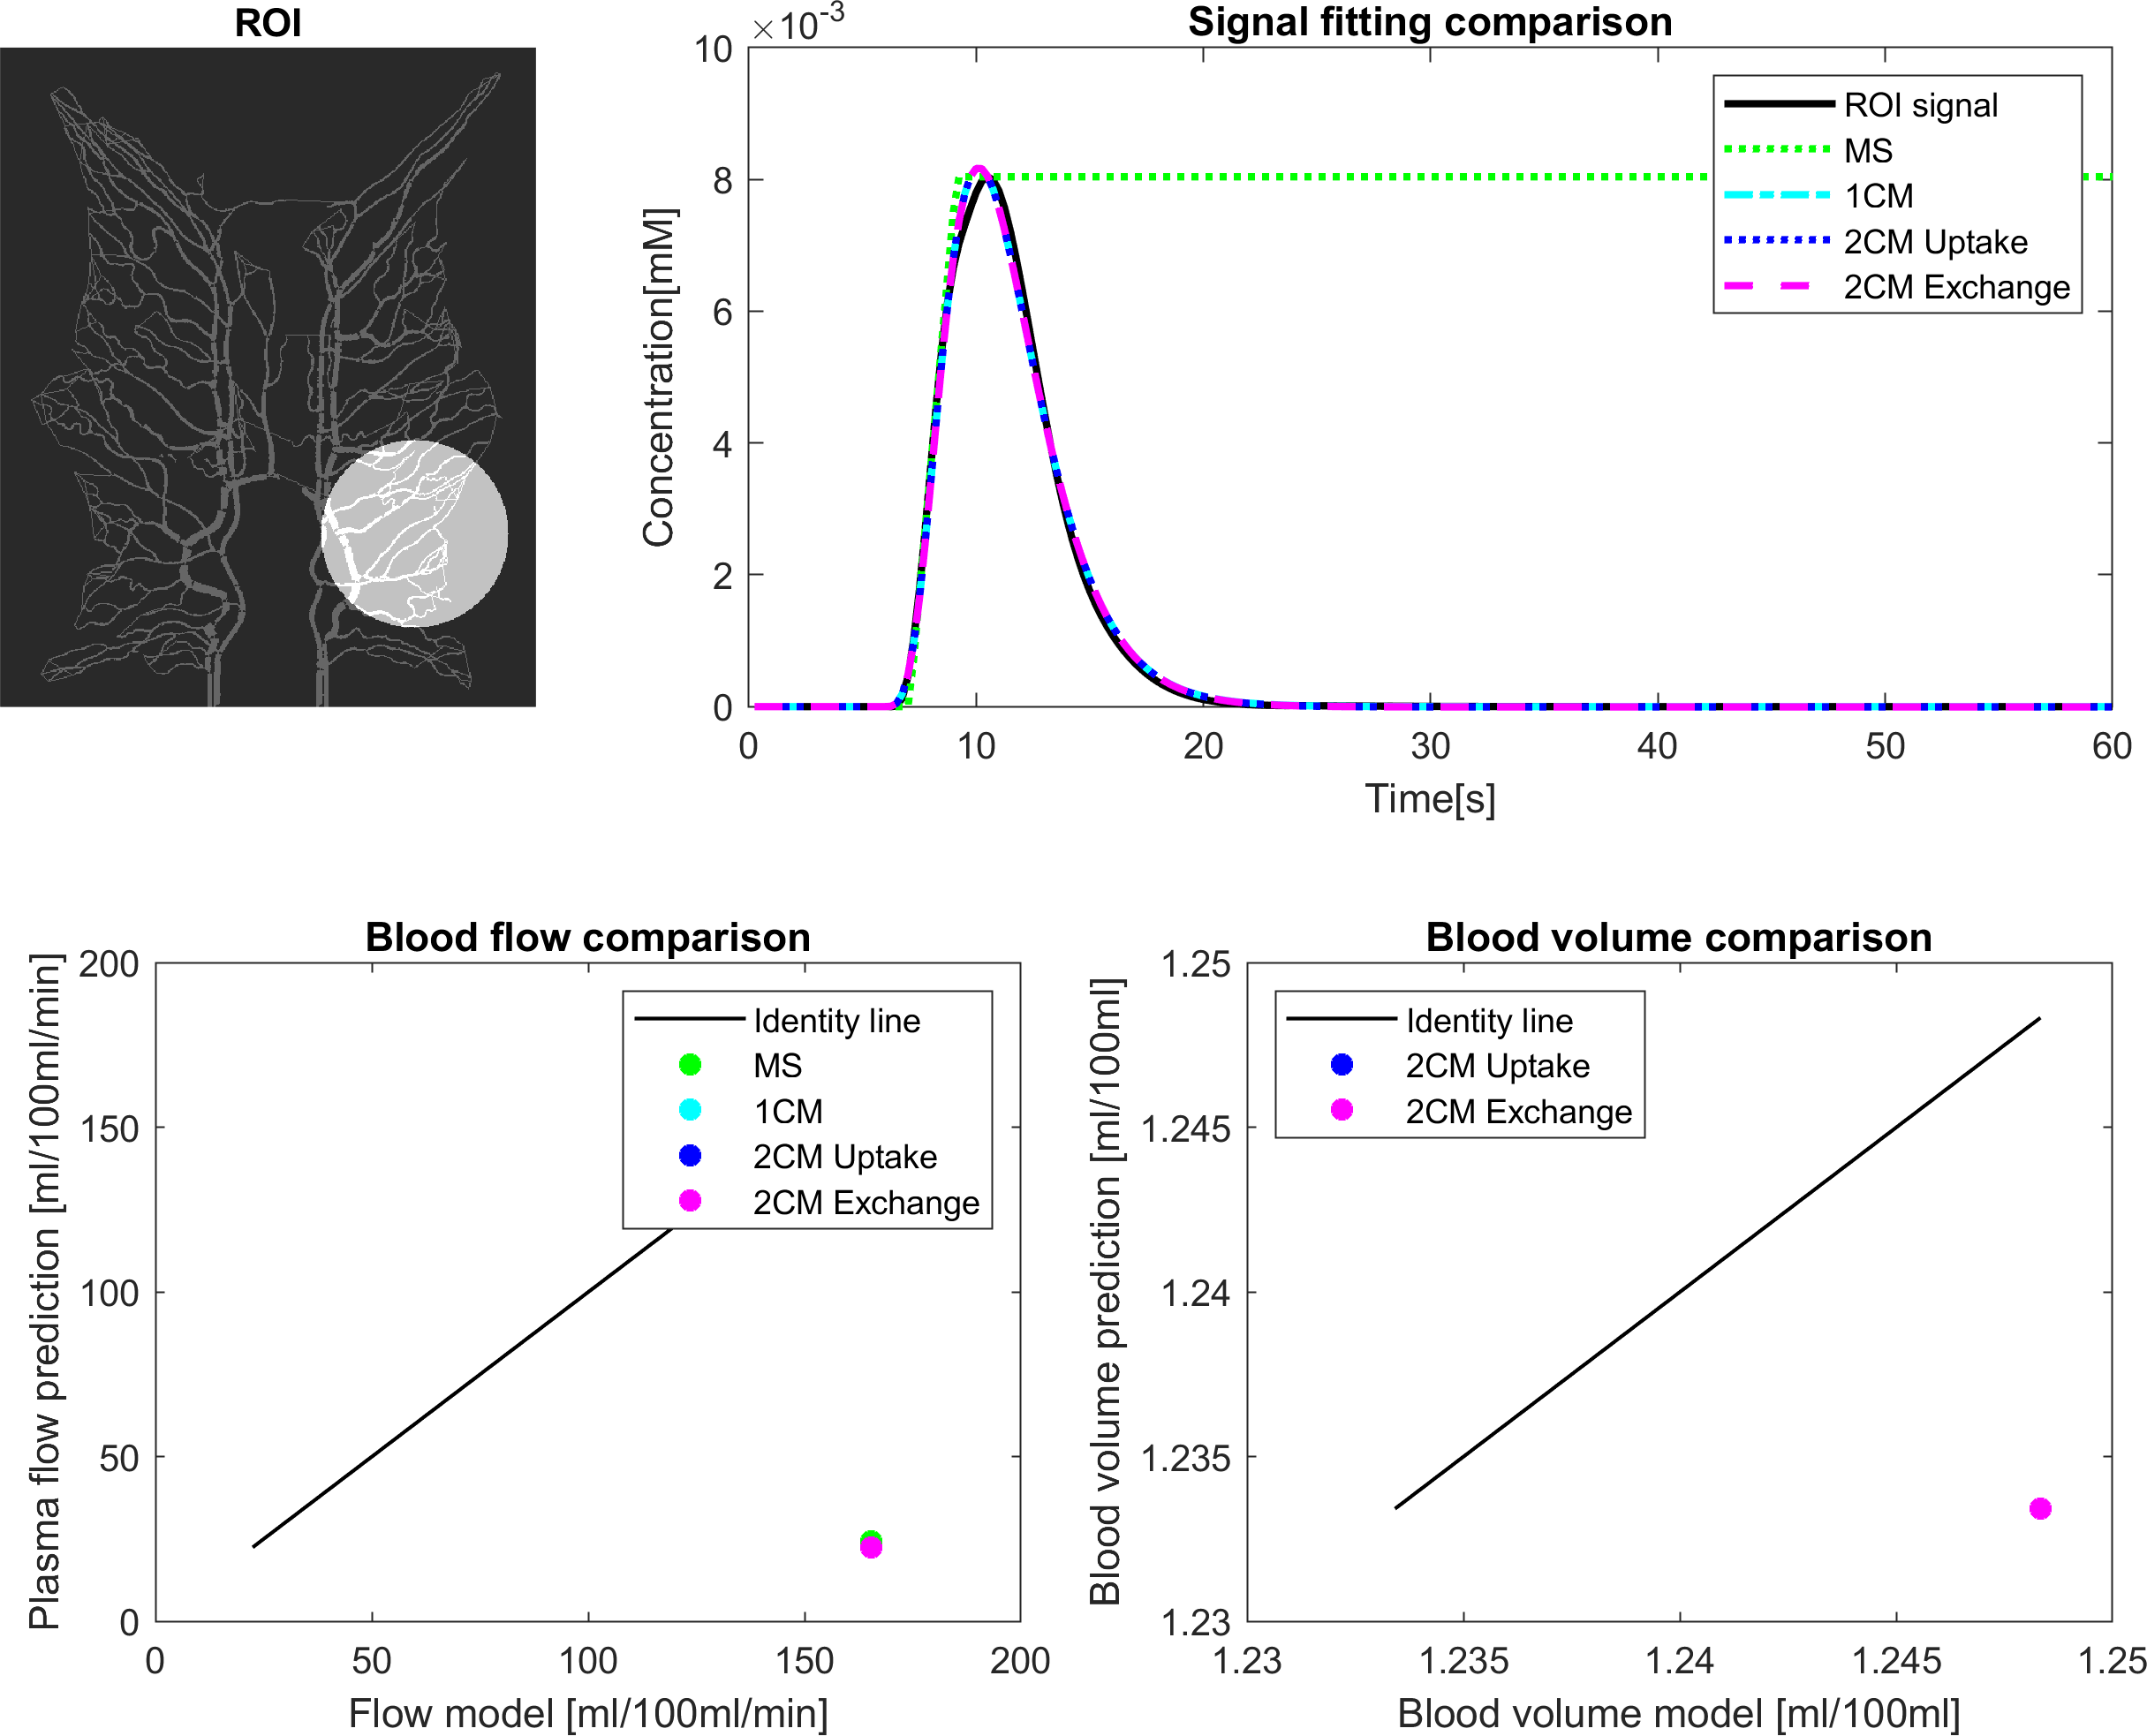 ROI
Signal fitting comparison
×10-3
10
8
6
4
2
0
Concentration[mM]
0 10 20 30 40 50 60
Time[s]
ROI signal
MS
1CM
2CM Uptake
2CM Exchange
Blood flow comparison
200
150
100
50
0
Plasma flow prediction [ml/100ml/min]
0 50 100 150 200
Flow model [ml/100ml/min]
Identity line
MS
1CM
2CM Uptake
2CM Exchange
Blood volume comparison
1.25
1.245
1.24
1.235
1.23
Blood volume prediction [ml/100ml]
1.23 1.235 1.24 1.245 1.25
Blood volume model [ml/100ml]
Identity line
2CM Uptake
2CM Exchange